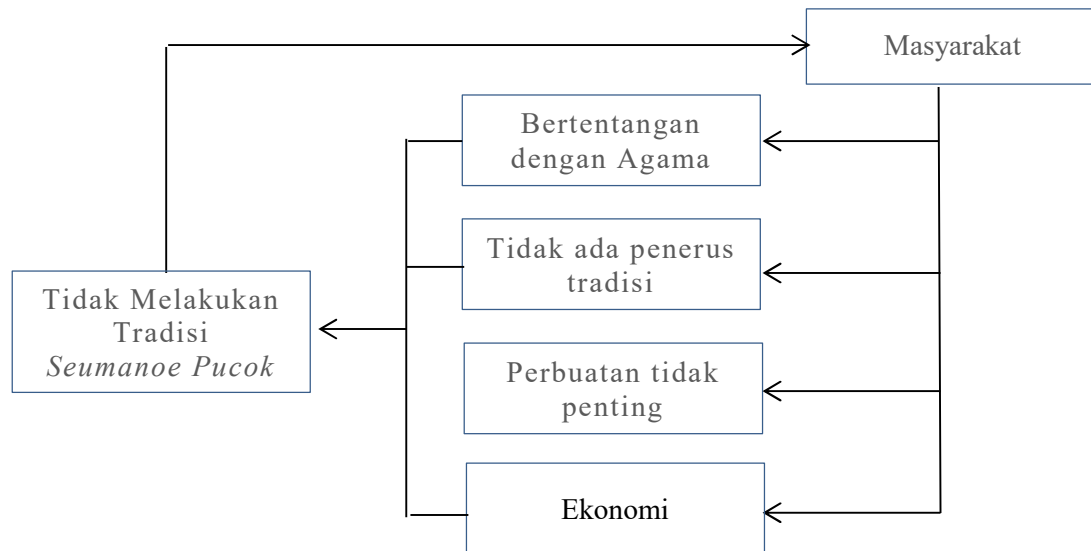 Masyarakat
Bertentangan
dengan Agama
Tidak ada penerus
tradisi
Tidak Melakukan
Tradisi
Seumanoe Pucok
Perbuatan tidak
penting
Ekonomi